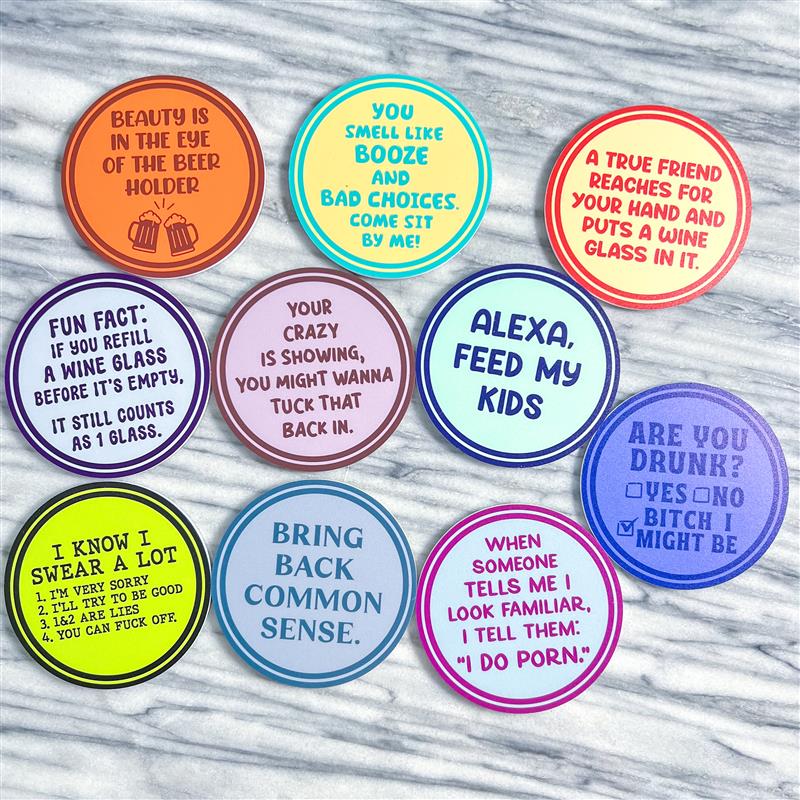 BEAUTY IS
IN THE EYE
OF THE BEER
HOLDER
YOU
SMELL LIKE
BOOZE
AND
BAD CHOICES.
COME SIT
BY ME!
A TRUE FRIEND
REACHES FOR
YOUR HAND AND
PUTS A WINE
GLASS IN IT.
FUN FACT:
IF YOU REFILL
A WINE GLASS
BEFORE IT'S EMPTY,
IT STILL COUNTS
AS 1 GLASS.
YOUR
CRAZY
IS SHOWING,
YOU MIGHT WANNA
TUCK THAT
BACK IN.
ALEXA,
FEED MY
KIDS
ARE YOU
DRUNK?
YES NO
BITCH I
MIGHT BE
I KNOW I
SWEAR A LOT
1. I'M VERY SORRY
2. I'LL TRY TO BE GOOD
3. 1&2 ARE LIES
4. YOU CAN FUCK OFF.
BRING
BACK
COMMON
SENSE.
WHEN
SOMEONE
TELLS ME I
LOOK FAMILIAR,
I TELL THEM:
"I DO PORN."